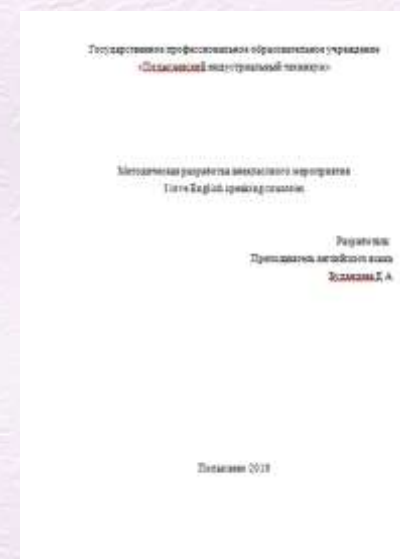 Государственное профессиональное образовательное учреждение
«Полысаевский индустриальный техникум»
Методическая разработка внеклассного мероприятия
I love English speaking countries
Разработчик
Преподаватель английского языка
Полысаево 2018